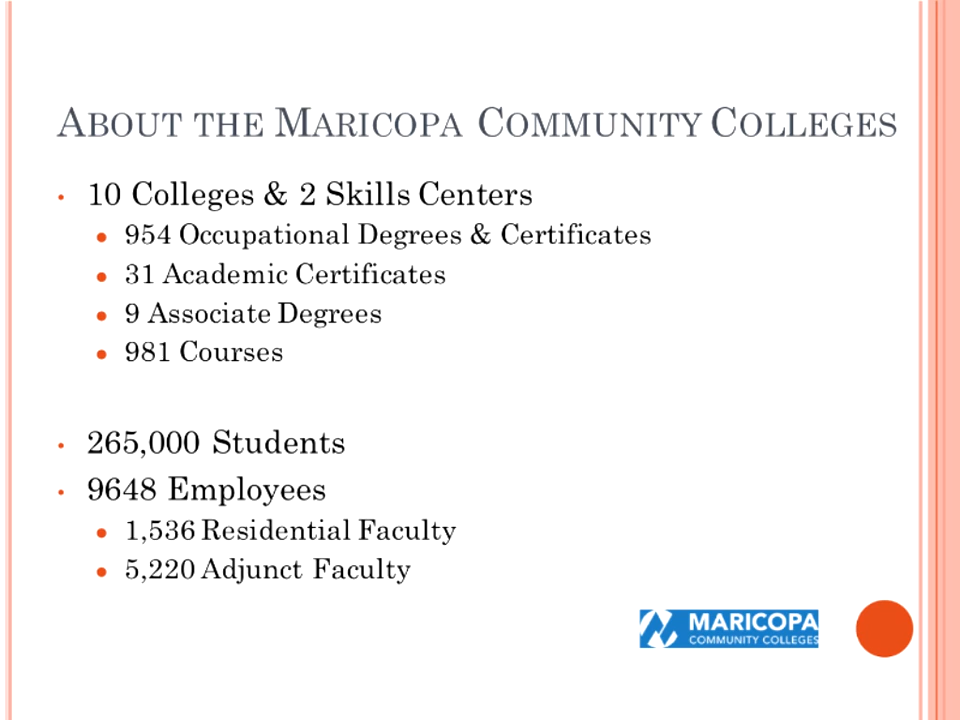 About the Maricopa Community Colleges
• 10 Colleges & 2 Skills Centers
• 954 Occupational Degrees & Certificates
• 31 Academic Certificates
• 9 Associate Degrees
• 981 Courses
• 265,000 Students
• 9648 Employees
• 1,536 Residential Faculty
• 5,220 Adjunct Faculty
MARICOPA
COMMUNITY COLLEGES